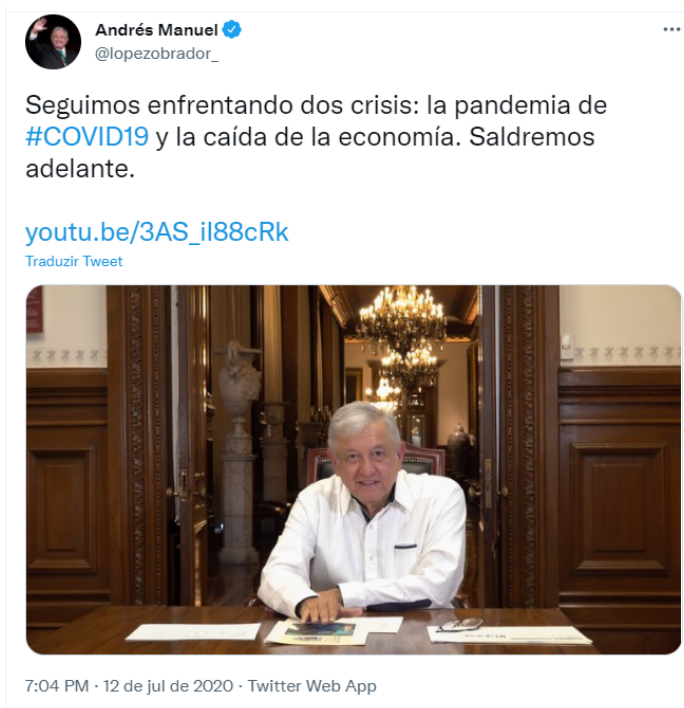 Andrés Manuel
@lopezobrador_
Seguimos enfrentando dos crisis: la pandemia de
#COVID19 y la caída de la economía. Saldremos
adelante.
youtu.be/3AS_il88cRk
Traduzir Tweet
7:04 PM · 12 de jul de 2020 · Twitter Web App